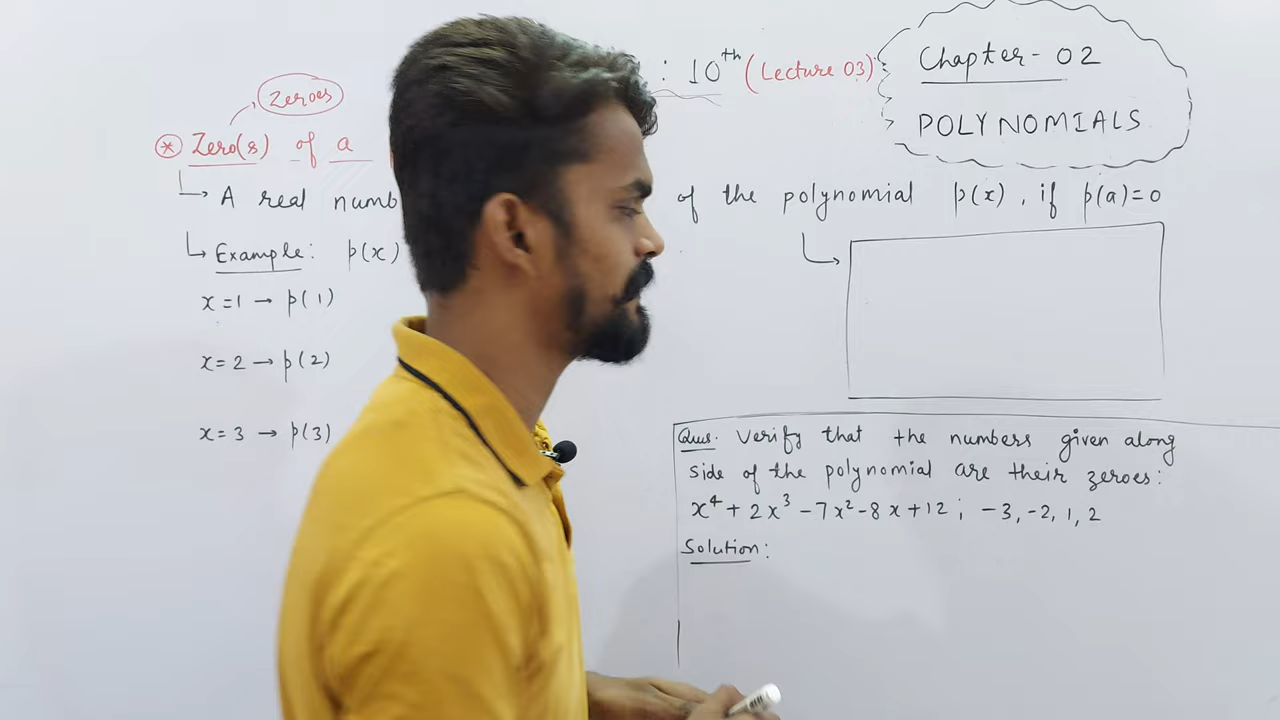 : 10th (Lecture 03)
Chapter - 02
POLYNOMIALS
Zeroes
* Zero(s) of a
A real numb of the polynomial p(x), if p(a)=0
Example: p(x)
x=1 → p(1)
x=2 → p(2)
x=3 → p(3)
Ques. Verify that the numbers given along
side of the polynomial are their zeroes:
x⁴ + 2x³ - 7x² - 8x + 12 ; -3, -2, 1, 2
Solution: